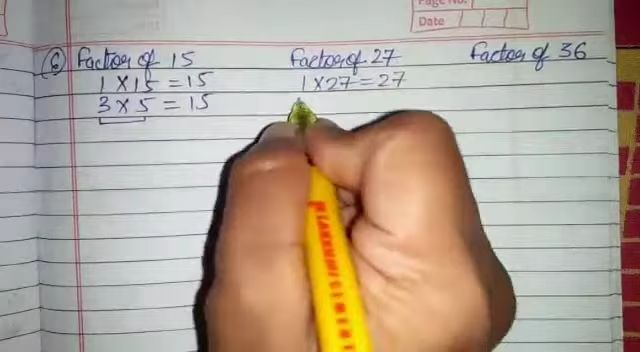 Page No.
Date
(6) Factors of 15 Factors of 27 Factors of 36
1 × 15 = 15 1 × 27 = 27
3 × 5 = 15